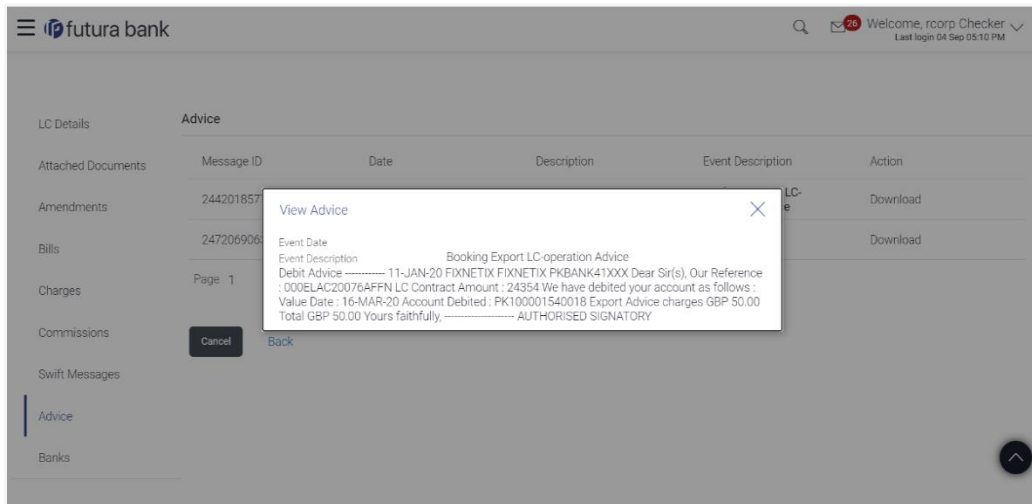 futura bank
26
Welcome, rcorp Checker
Last login 04 Sep 05:10 PM
LC Details
Attached Documents
Amendments
Bills
Charges
Commissions
Swift Messages
Advice
Banks
Advice
Message ID Date Description Event Description Action
LC-
Download
Download
Page 1
Cancel Back
View Advice
Event Date
Event Description Booking Export LC-operation Advice
Debit Advice ------------ 11-JAN-20 FIXNETIX FIXNETIX PKBANK41XXX Dear Sir(s), Our Reference
: 000ELAC20076AFFN LC Contract Amount : 24354 We have debited your account as follows :
Value Date : 16-MAR-20 Account Debited : PK100001540018 Export Advice charges GBP 50.00
Total GBP 50.00 Yours faithfully, --------------------- AUTHORISED SIGNATORY